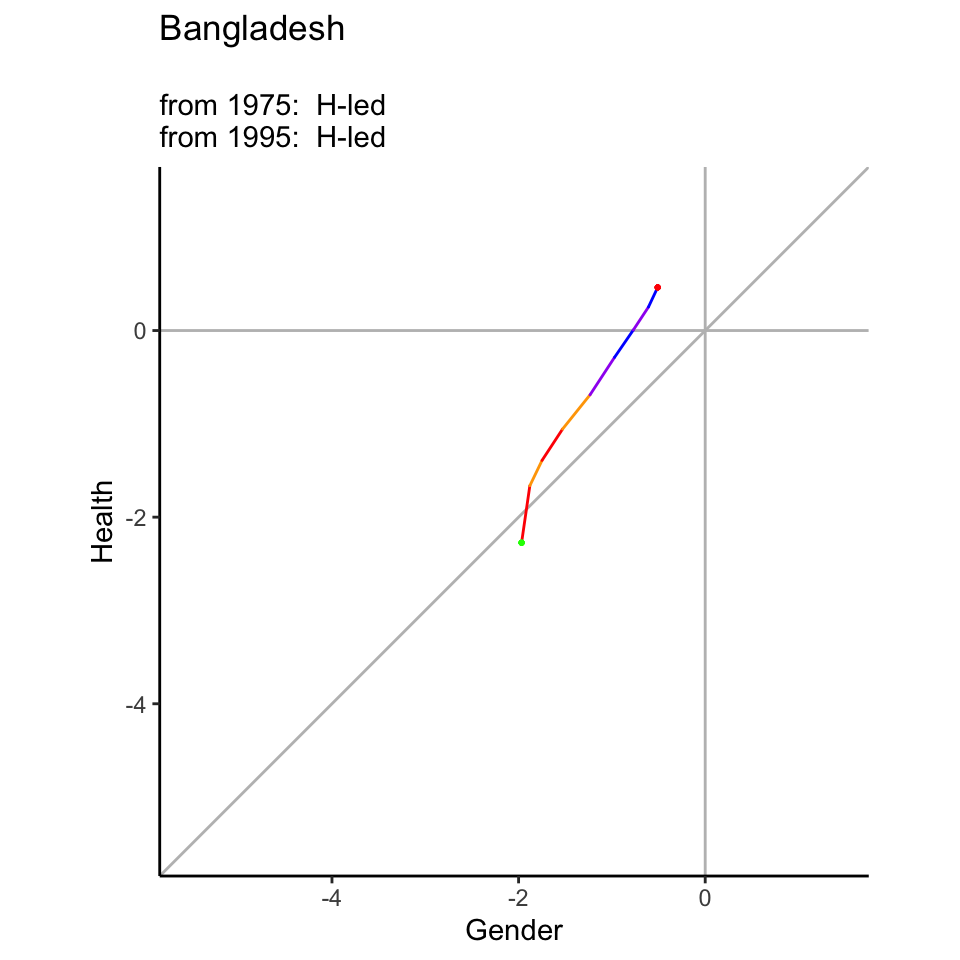 Bangladesh
from 1975:  H-led
from 1995:  H-led
Health
0
-2
-4
-4
-2
0
Gender